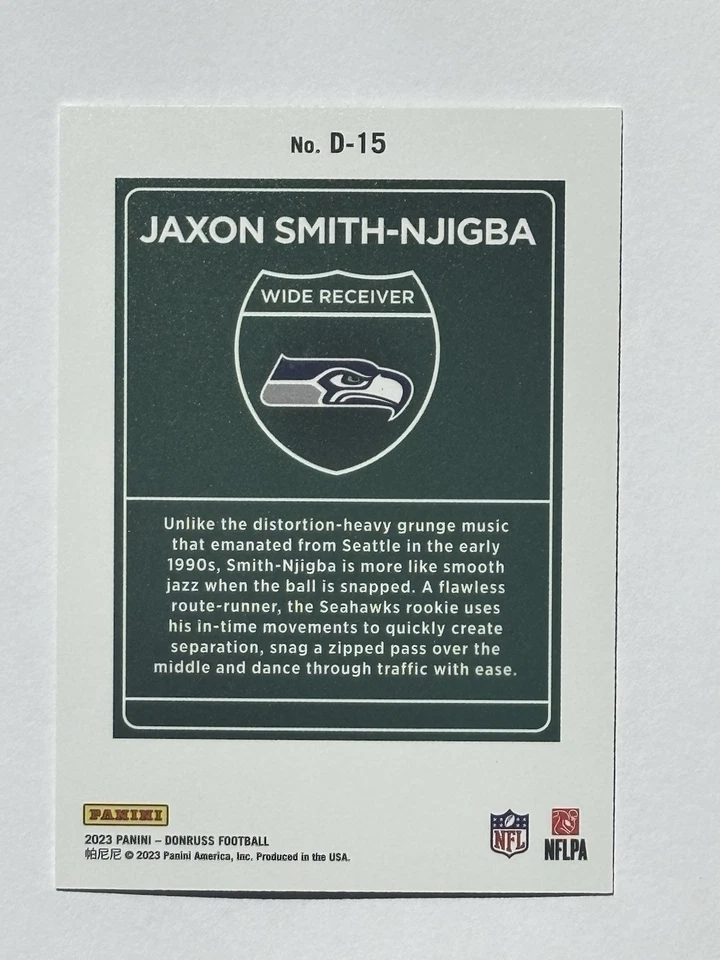 No. D-15
JAXON SMITH-NJIGBA
WIDE RECEIVER
Unlike the distortion-heavy grunge music
that emanated from Seattle in the early
1990s, Smith-Njigba is more like smooth
jazz when the ball is snapped. A flawless
route-runner, the Seahawks rookie uses
his in-time movements to quickly create
separation, snag a zipped pass over the
middle and dance through traffic with ease.
PANINI
2023 PANINI – DONRUSS FOOTBALL
帕尼尼 © 2023 Panini America, Inc. Produced in the USA.
NFL
NFLPA